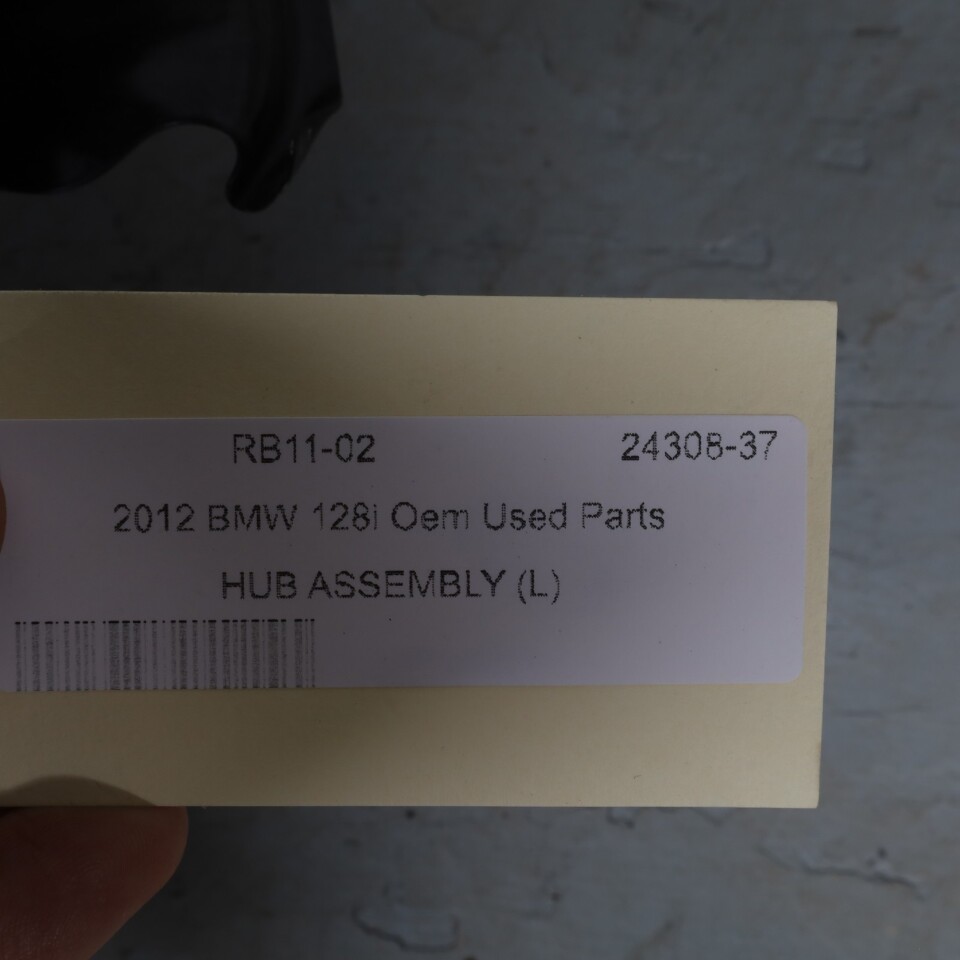 RB11-02 24308-37
2012 BMW 128i Oem Used Parts
HUB ASSEMBLY (L)